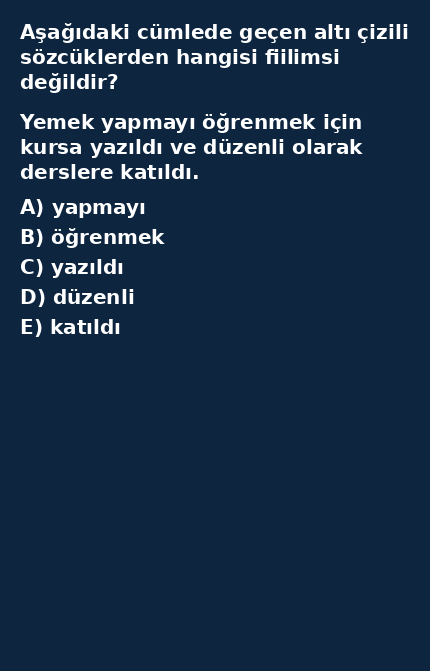 Aşağıdaki cümlede geçen altı çizili
sözcüklerden hangisi fiilimsi
değildir?
Yemek yapmayı öğrenmek için
kursa yazıldı ve düzenli olarak
derslere katıldı.
A) yapmayı
B) öğrenmek
C) yazıldı
D) düzenli
E) katıldı